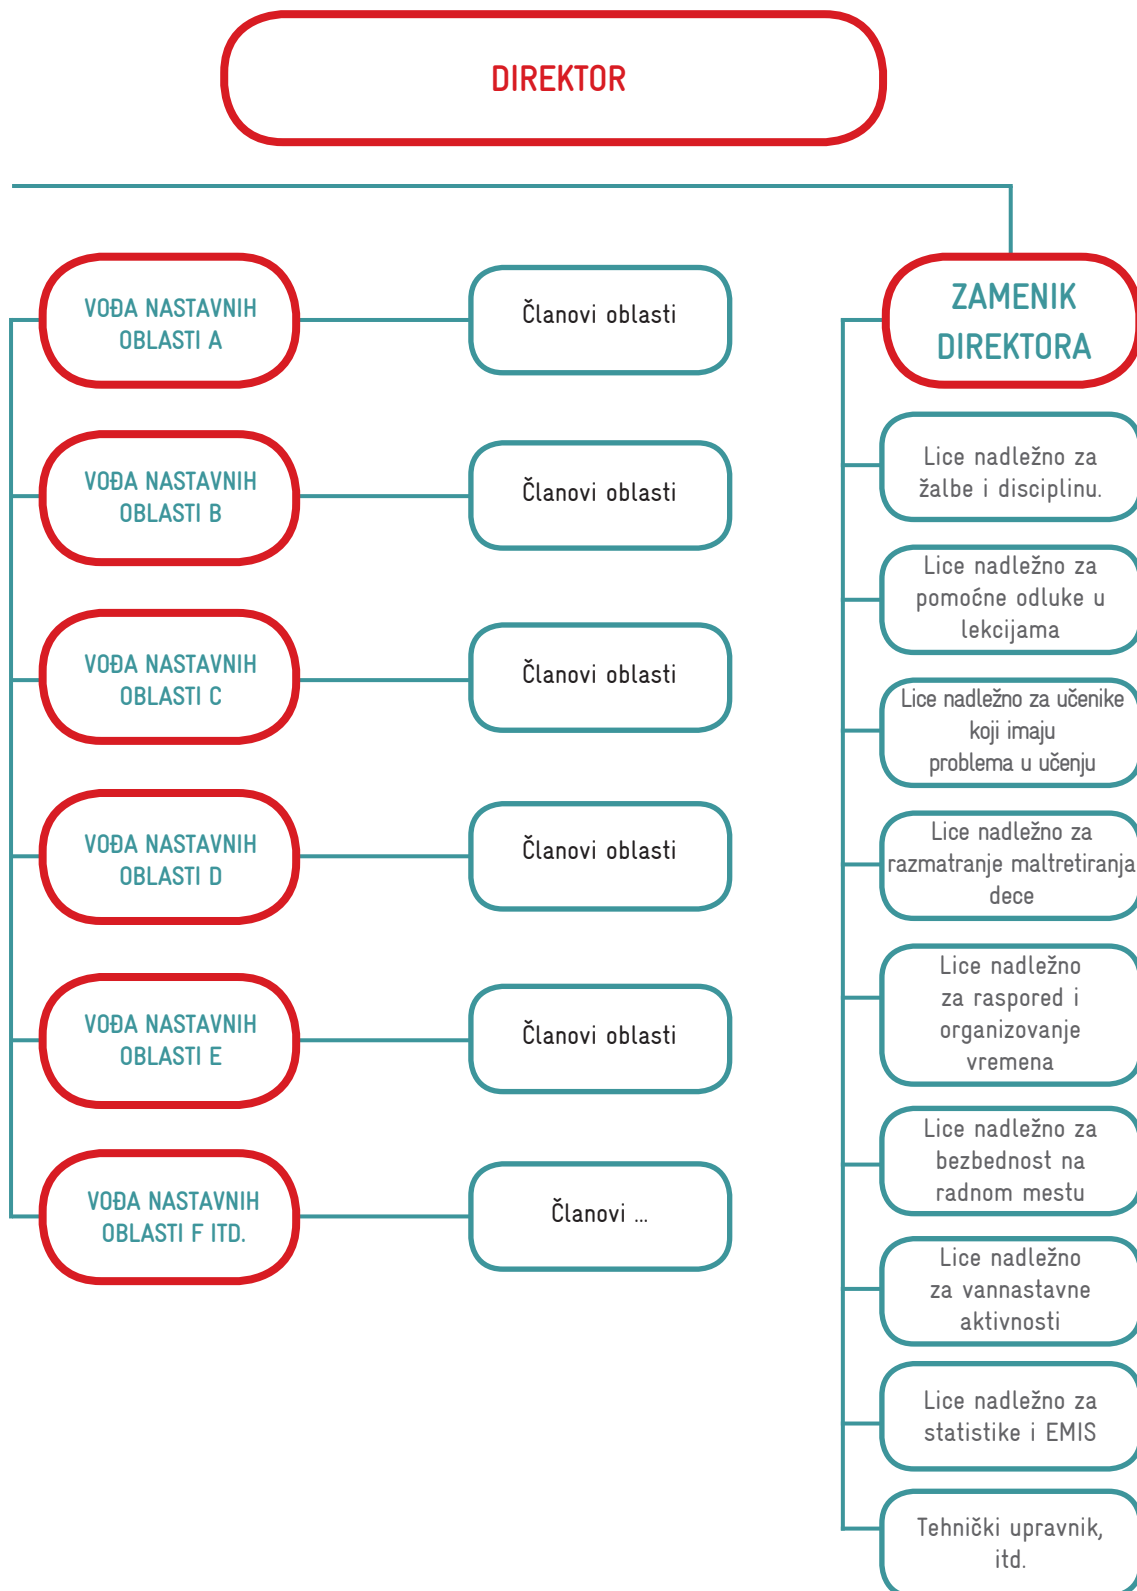 DIREKTOR
VOĐA NASTAVNIH
OBLASTI A
Članovi oblasti
VOĐA NASTAVNIH
OBLASTI B
Članovi oblasti
VOĐA NASTAVNIH
OBLASTI C
Članovi oblasti
VOĐA NASTAVNIH
OBLASTI D
Članovi oblasti
VOĐA NASTAVNIH
OBLASTI E
Članovi oblasti
VOĐA NASTAVNIH
OBLASTI F ITD.
Članovi ...
ZAMENIK
DIREKTORA
Lice nadležno za
žalbe i disciplinu.
Lice nadležno za
pomoćne odluke u
lekcijama
Lice nadležno za učenike
koji imaju
problema u učenju
Lice nadležno za
razmatranje maltretiranja
dece
Lice nadležno
za raspored i
organizovanje
vremena
Lice nadležno za
bezbednost na
radnom mestu
Lice nadležno
za vannastavne
aktivnosti
Lice nadležno za
statistike i EMIS
Tehnički upravnik,
itd.